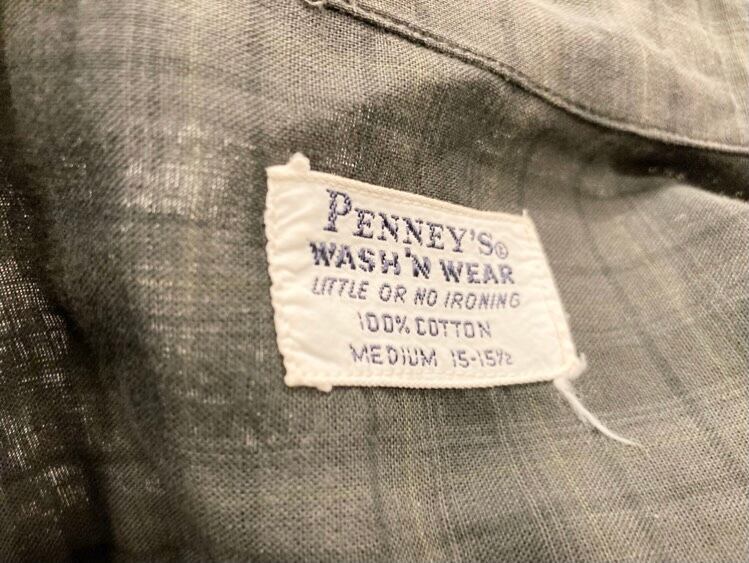 PENNEY'S®
WASH 'N WEAR
LITTLE OR NO IRONING
100% COTTON
MEDIUM 15-15½